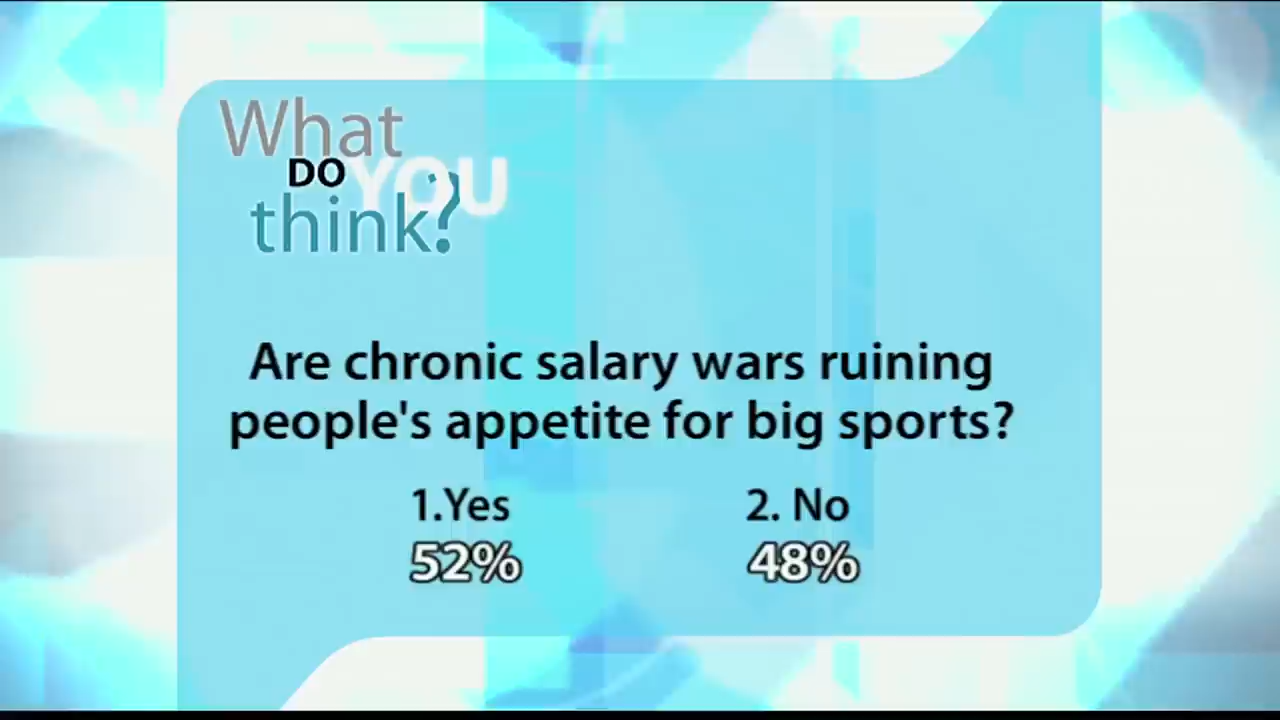 What
DO YOU
think?
Are chronic salary wars ruining
people's appetite for big sports?
1.Yes 2. No
52% 48%